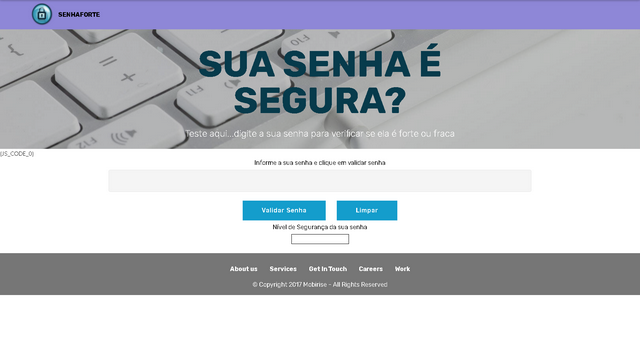 SENHAFORTE
SUA SENHA É
SEGURA?
Teste aqui...digite a sua senha para verificar se ela é forte ou fraca
{JS_CODE_0}
Informe a sua senha e clique em validar senha
Validar Senha Limpar
Nível de Segurança da sua senha
About us Services Get In Touch Careers Work
© Copyright 2017 Mobirise - All Rights Reserved